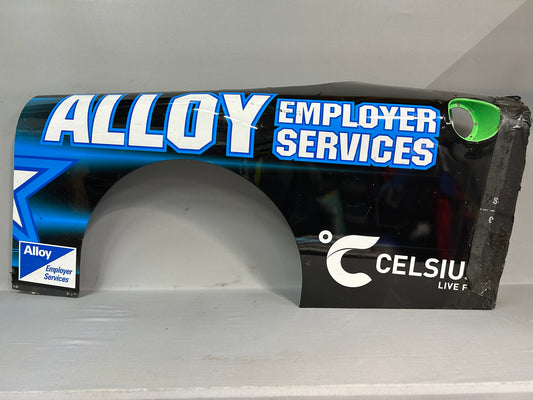 ALLOY
EMPLOYER
SERVICES
Alloy
Employer
Services
CELSIU
LIVE F